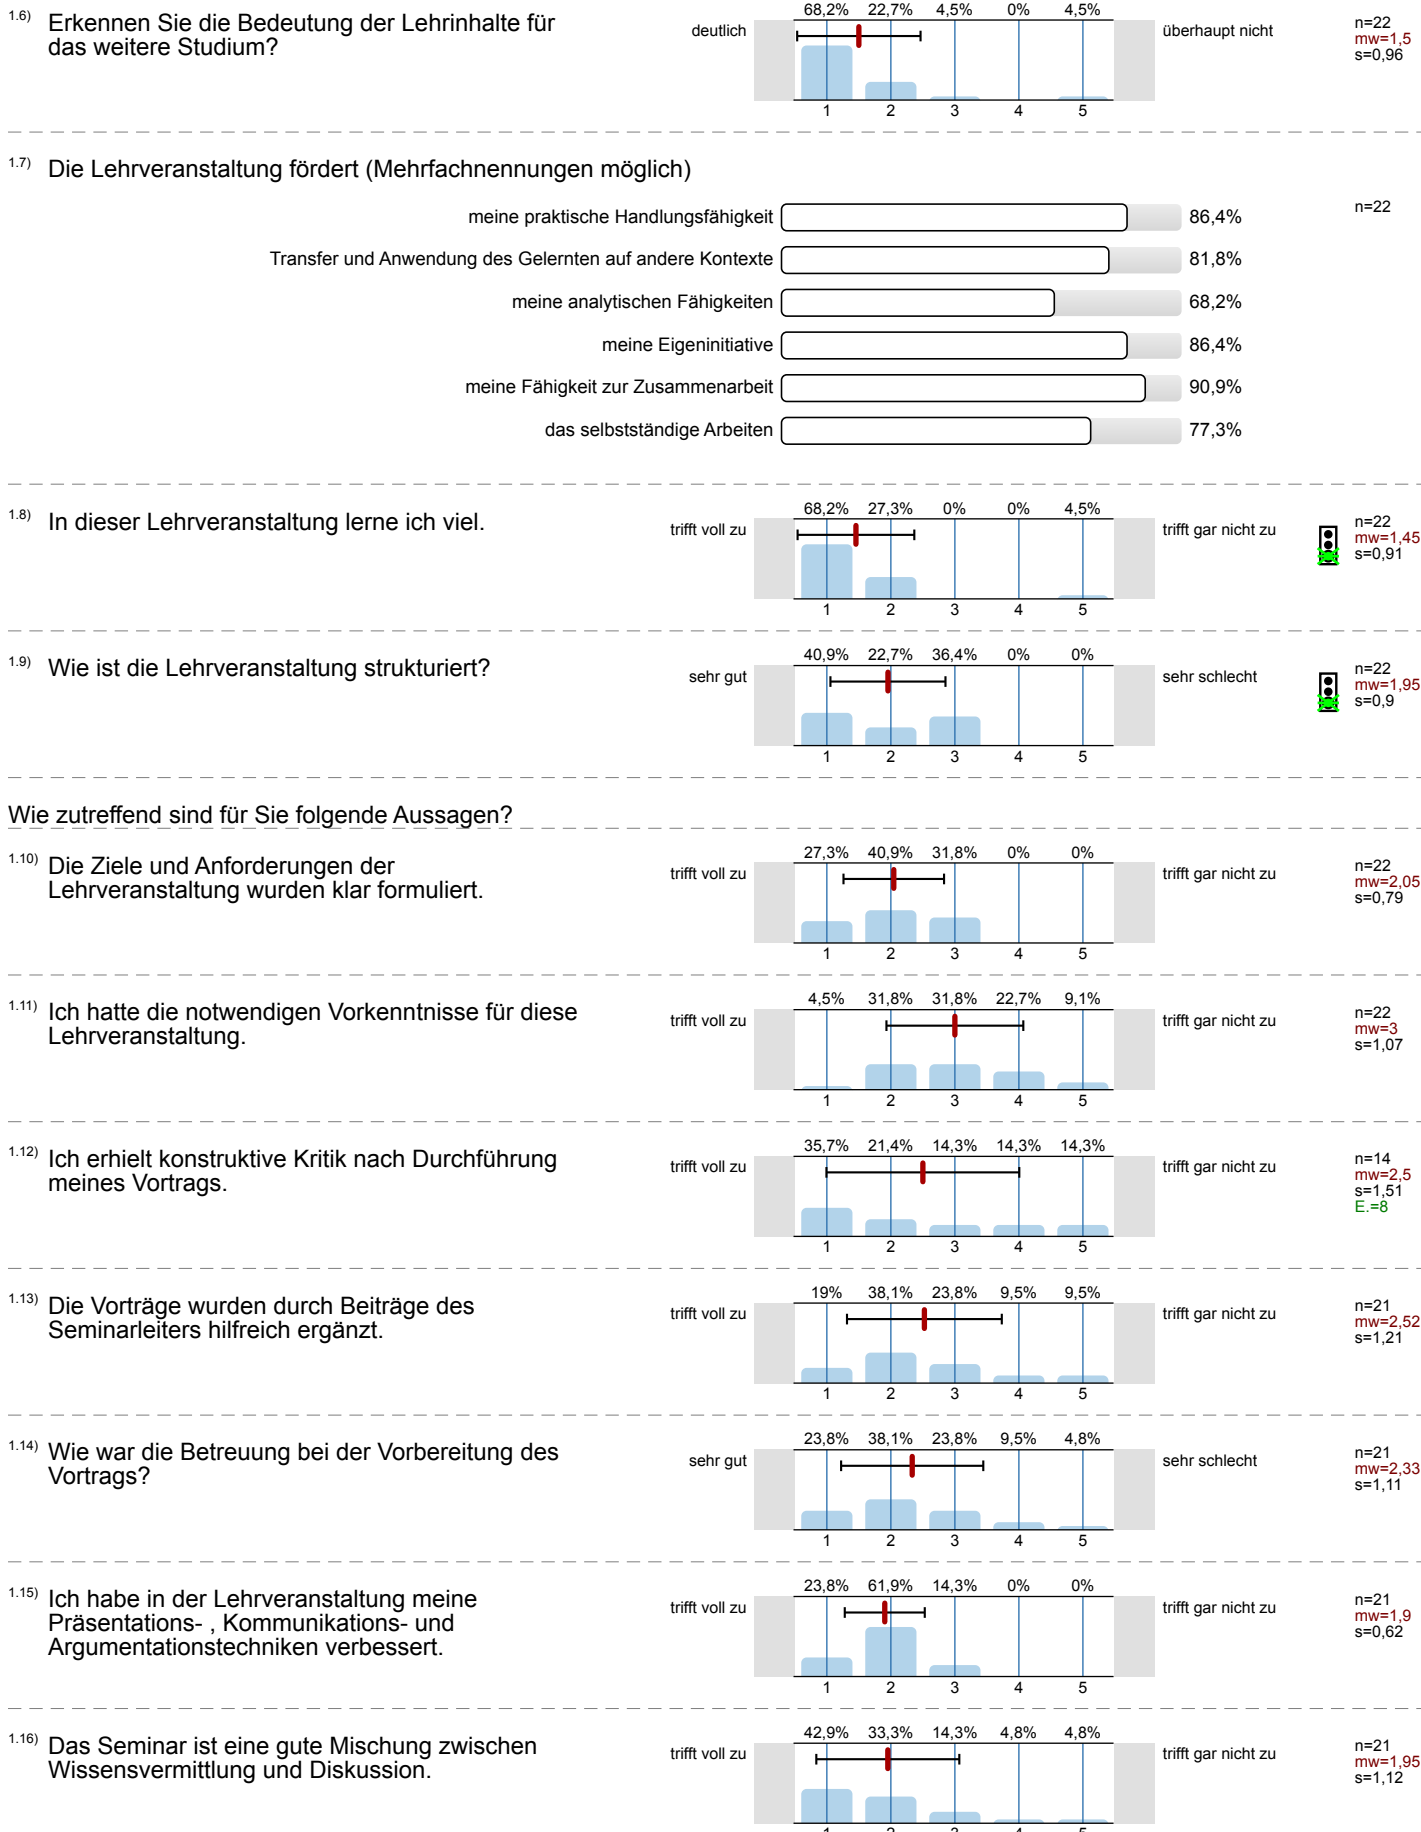 1.6) Erkennen Sie die Bedeutung der Lehrinhalte für
das weitere Studium?
68,2% 22,7% 4,5% 0% 4,5%
deutlich
überhaupt nicht
1 2 3 4 5
n=22
mw=1,5
s=0,96
1.7) Die Lehrveranstaltung fördert (Mehrfachnennungen möglich)
meine praktische Handlungsfähigkeit 86,4%
n=22
Transfer und Anwendung des Gelernten auf andere Kontexte 81,8%
meine analytischen Fähigkeiten 68,2%
meine Eigeninitiative 86,4%
meine Fähigkeit zur Zusammenarbeit 90,9%
das selbstständige Arbeiten 77,3%
1.8) In dieser Lehrveranstaltung lerne ich viel.
68,2% 27,3% 0% 0% 4,5%
trifft voll zu
trifft gar nicht zu
1 2 3 4 5
n=22
mw=1,45
s=0,91
1.9) Wie ist die Lehrveranstaltung strukturiert?
40,9% 22,7% 36,4% 0% 0%
sehr gut
sehr schlecht
1 2 3 4 5
n=22
mw=1,95
s=0,9
Wie zutreffend sind für Sie folgende Aussagen?
1.10) Die Ziele und Anforderungen der
Lehrveranstaltung wurden klar formuliert.
27,3% 40,9% 31,8% 0% 0%
trifft voll zu
trifft gar nicht zu
1 2 3 4 5
n=22
mw=2,05
s=0,79
1.11) Ich hatte die notwendigen Vorkenntnisse für diese
Lehrveranstaltung.
4,5% 31,8% 31,8% 22,7% 9,1%
trifft voll zu
trifft gar nicht zu
1 2 3 4 5
n=22
mw=3
s=1,07
1.12) Ich erhielt konstruktive Kritik nach Durchführung
meines Vortrags.
35,7% 21,4% 14,3% 14,3% 14,3%
trifft voll zu
trifft gar nicht zu
1 2 3 4 5
n=14
mw=2,5
s=1,51
E.=8
1.13) Die Vorträge wurden durch Beiträge des
Seminarleiters hilfreich ergänzt.
19% 38,1% 23,8% 9,5% 9,5%
trifft voll zu
trifft gar nicht zu
1 2 3 4 5
n=21
mw=2,52
s=1,21
1.14) Wie war die Betreuung bei der Vorbereitung des
Vortrags?
23,8% 38,1% 23,8% 9,5% 4,8%
sehr gut
sehr schlecht
1 2 3 4 5
n=21
mw=2,33
s=1,11
1.15) Ich habe in der Lehrveranstaltung meine
Präsentations- , Kommunikations- und
Argumentationstechniken verbessert.
23,8% 61,9% 14,3% 0% 0%
trifft voll zu
trifft gar nicht zu
1 2 3 4 5
n=21
mw=1,9
s=0,62
1.16) Das Seminar ist eine gute Mischung zwischen
Wissensvermittlung und Diskussion.
42,9% 33,3% 14,3% 4,8% 4,8%
trifft voll zu
trifft gar nicht zu
1 2 3 4 5
n=21
mw=1,95
s=1,12